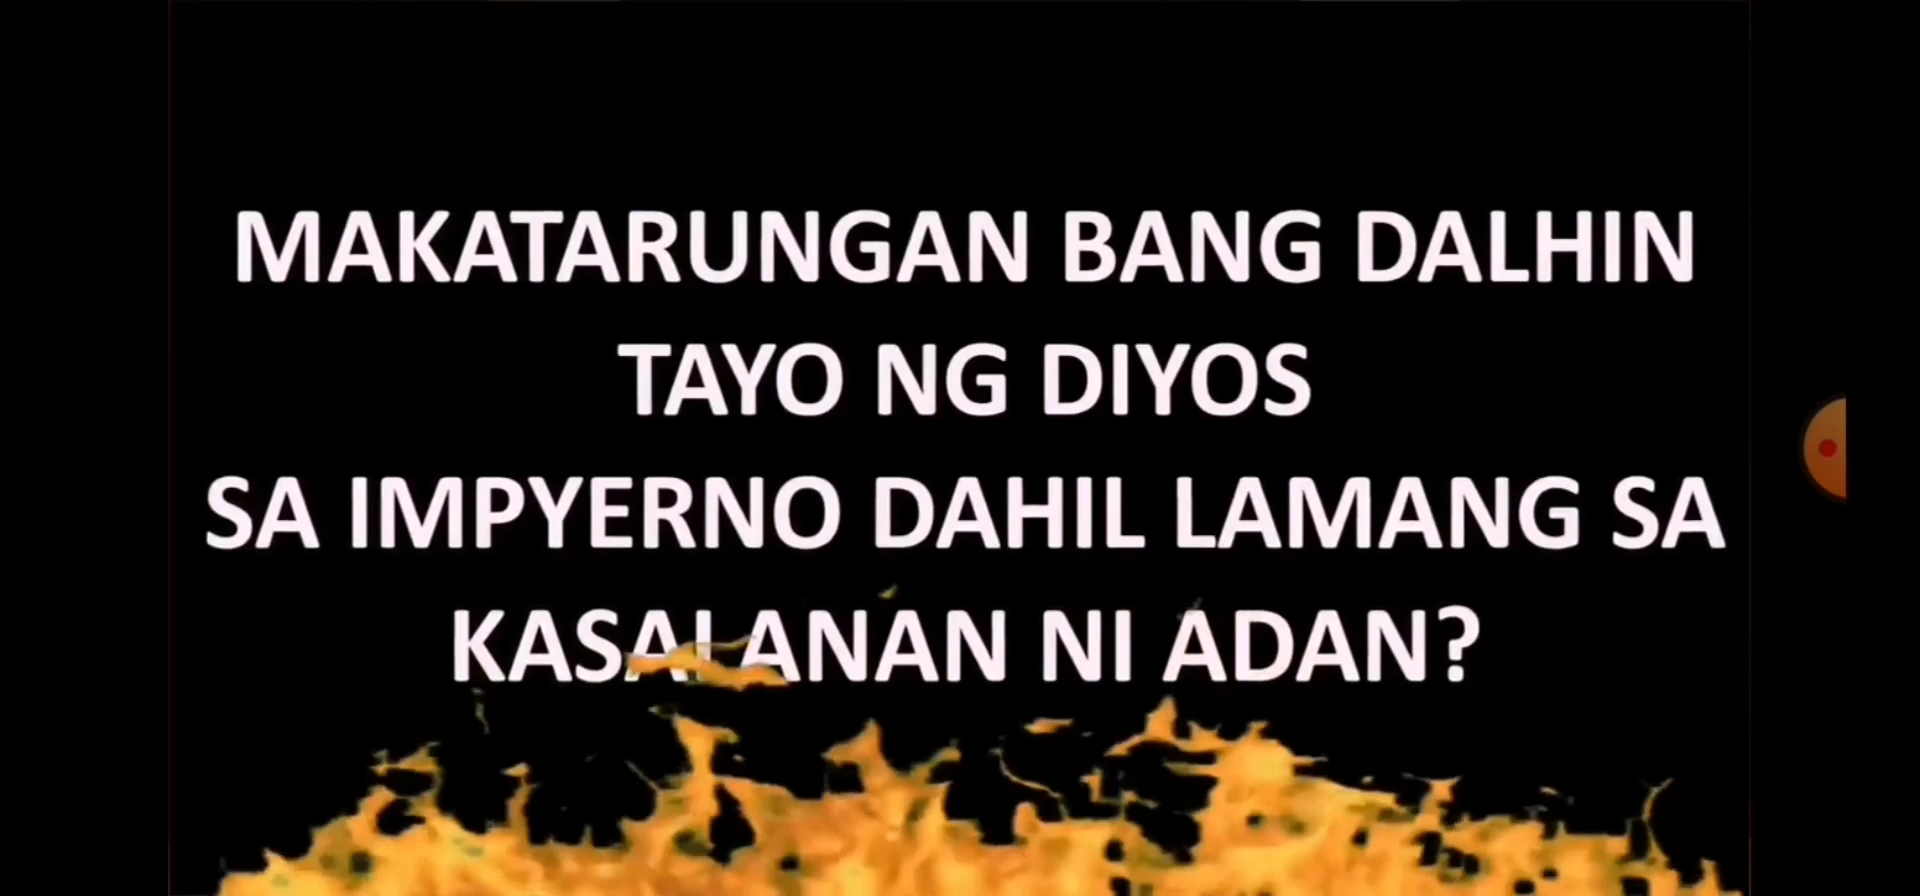 MAKATARUNGAN BANG DALHIN
TAYO NG DIYOS
SA IMPYERNO DAHIL LAMANG SA
KASALANAN NI ADAN?